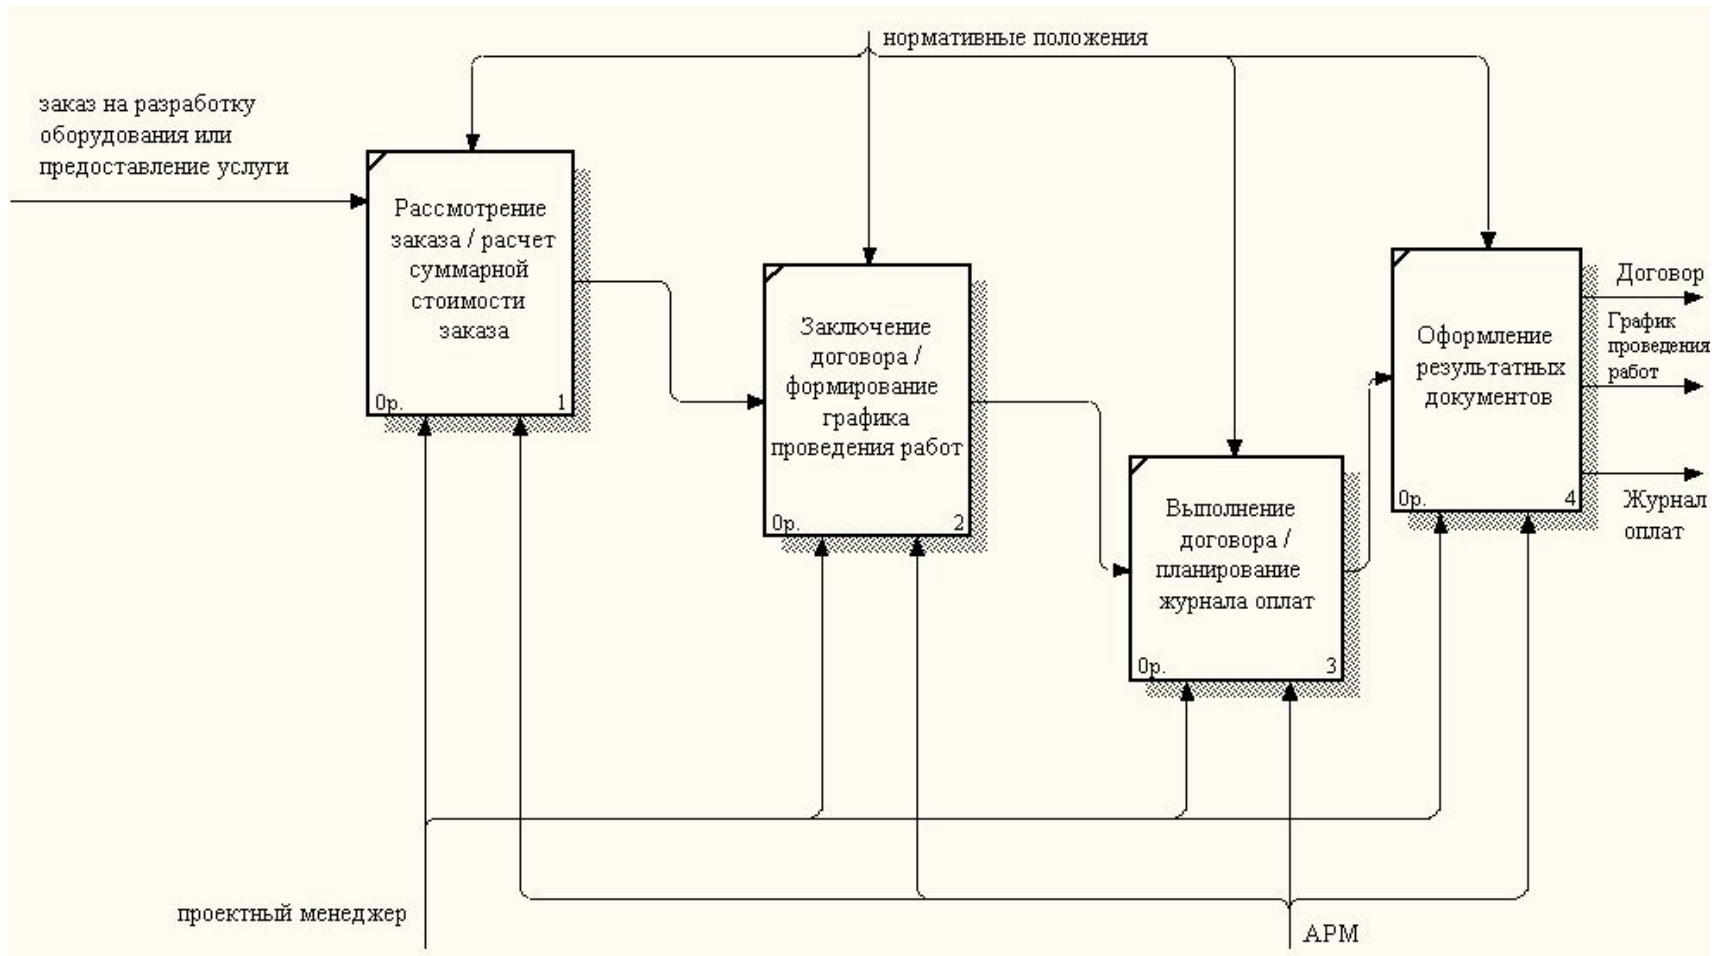 нормативные положения
заказ на разработку
оборудования или
предоставление услуги
Рассмотрение
заказа / расчет
суммарной
стоимости
заказа
0р. 1
Заключение
договора /
формирование
графика
проведения работ
0р. 2
Выполнение
договора /
планирование
журнала оплат
0р. 3
Оформление
результатных
документов
0р. 4
Договор
График
проведения
работ
Журнал
оплат
проектный менеджер
АРМ